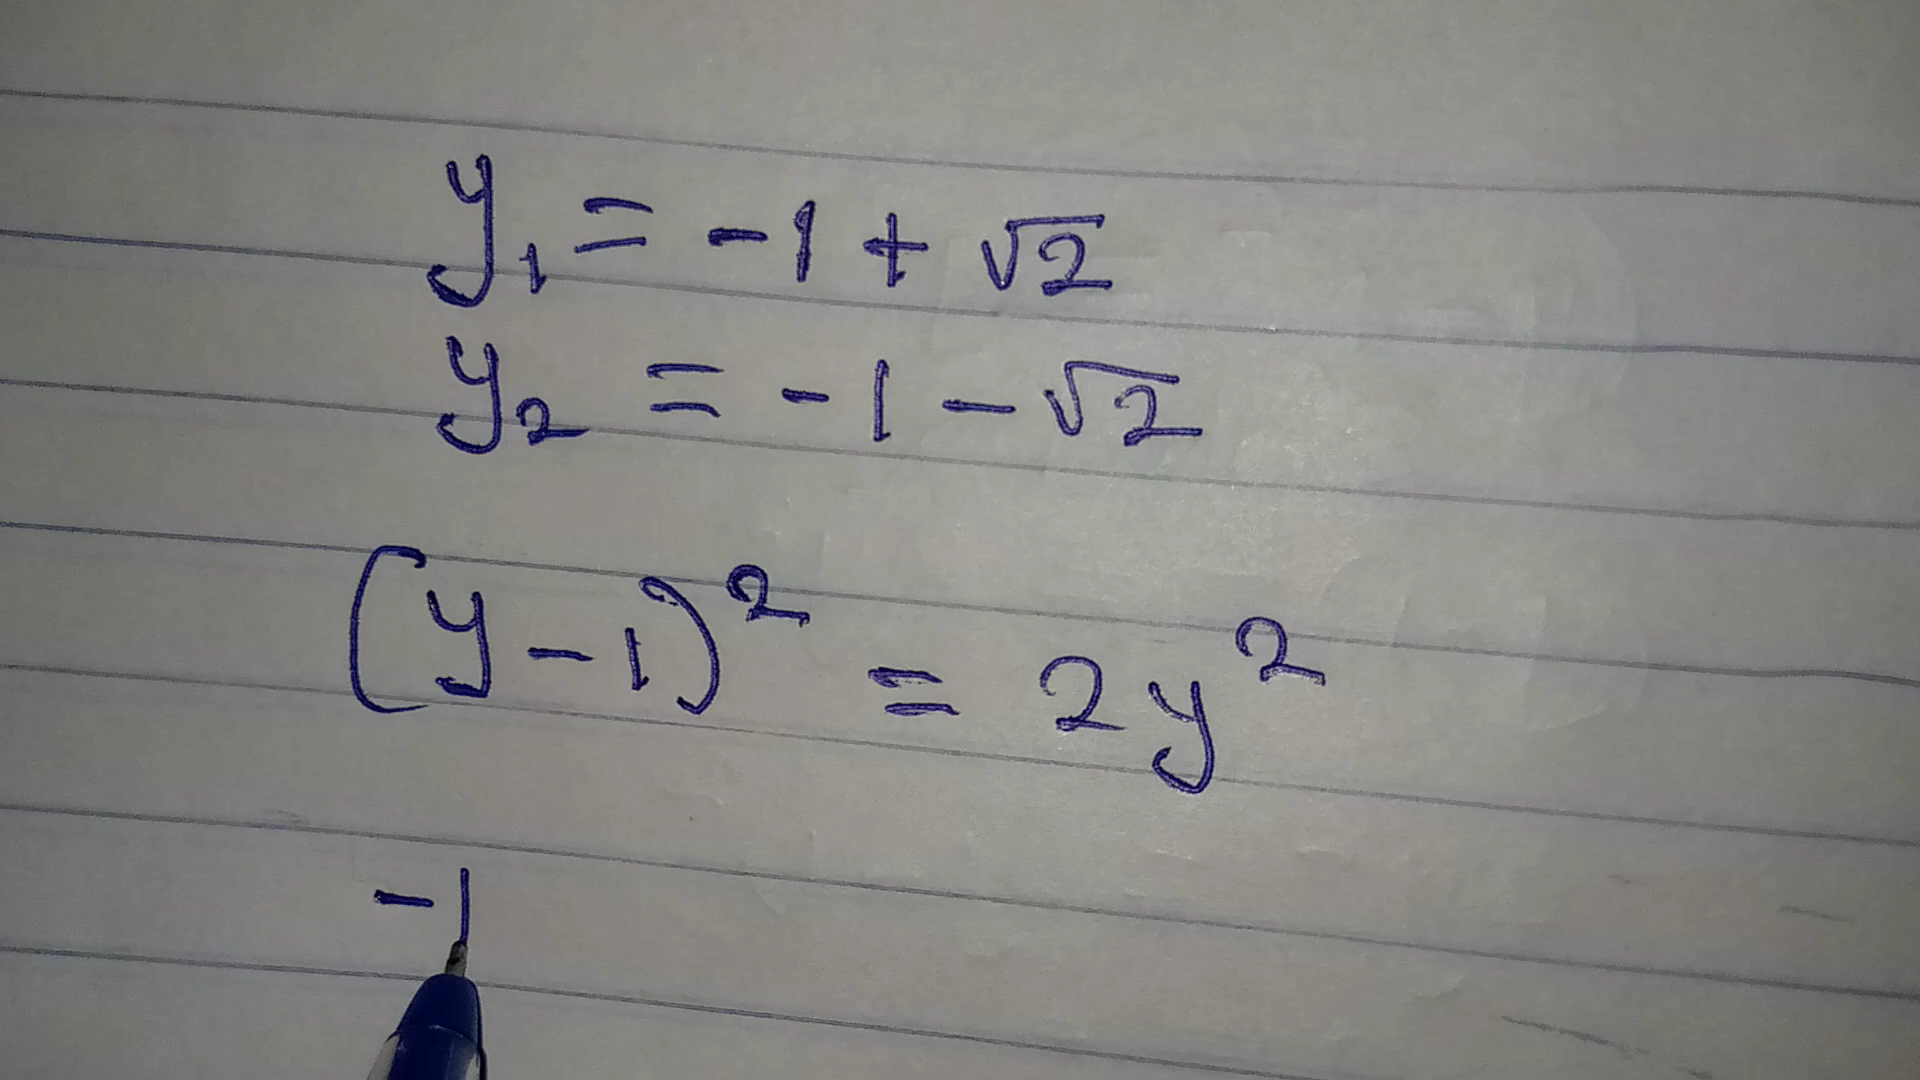 y₁ = -1 + √2
y₂ = -1 - √2
(y - 1)² = 2y²
-1